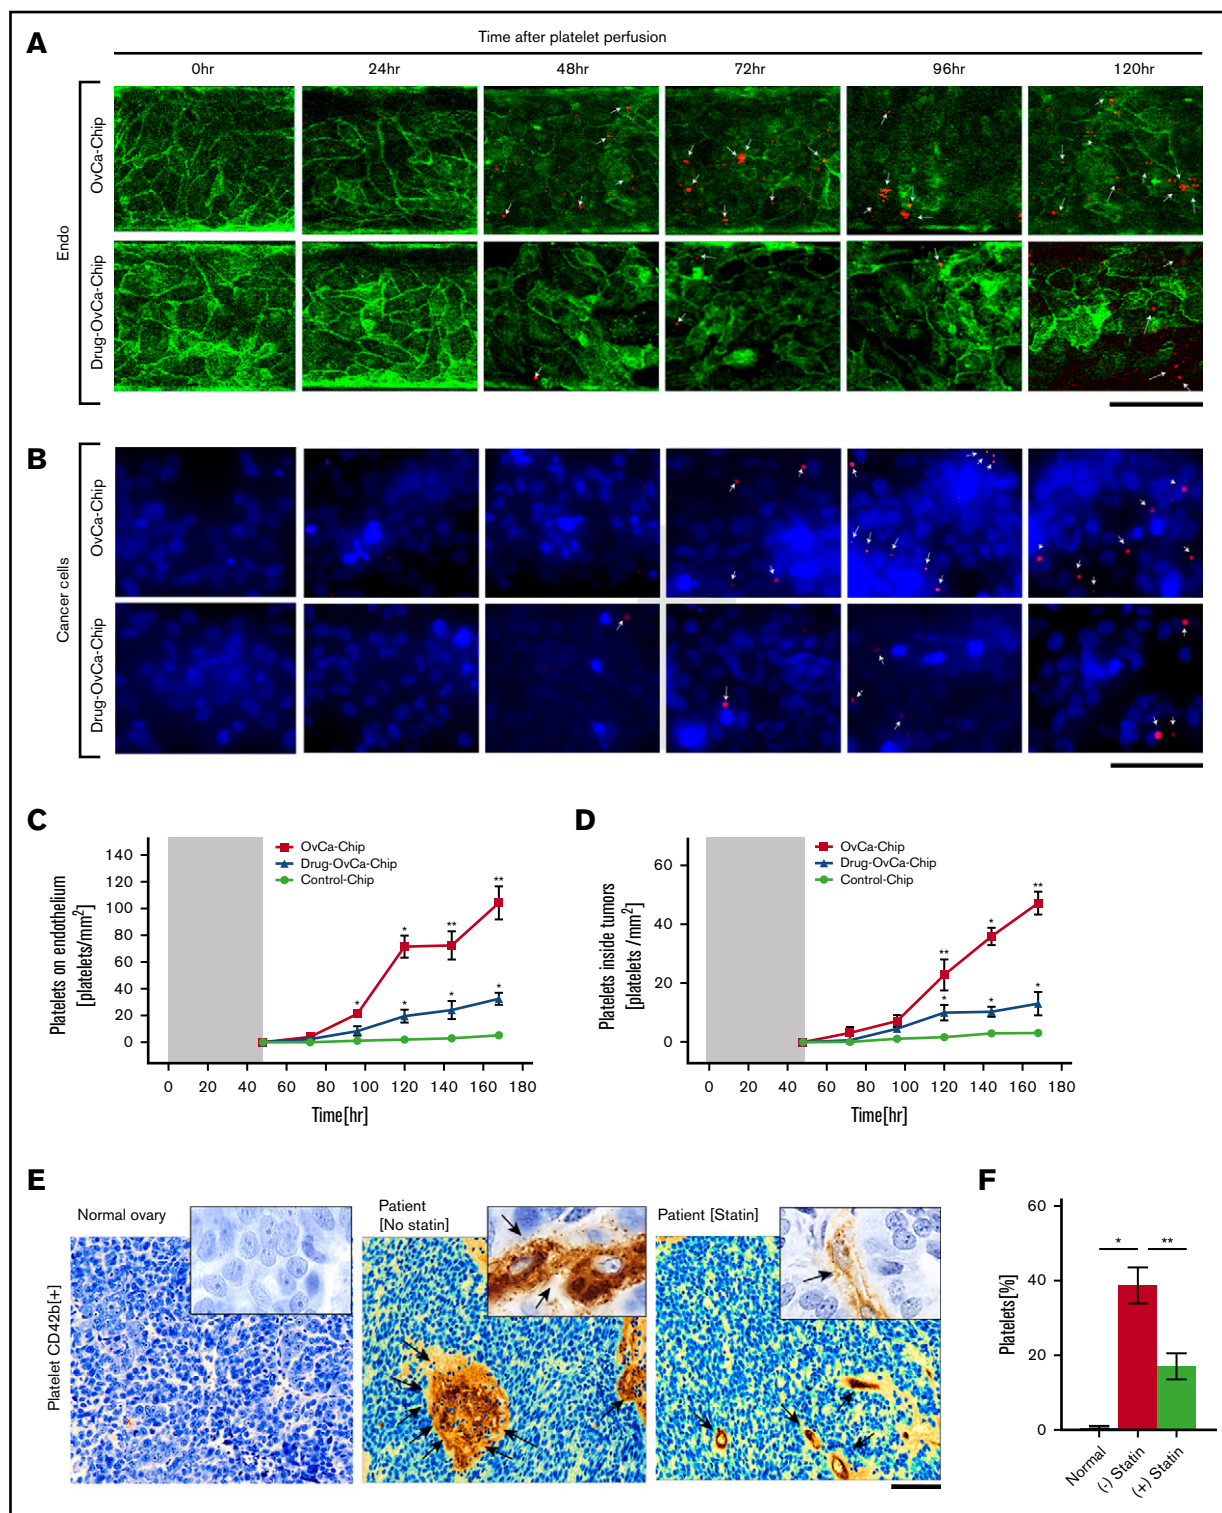 A
Time after platelet perfusion
0hr 24hr 48hr 72hr 96hr 120hr
Endo
OvCa-Chip
Drug-OvCa-Chip
B
Cancer cells
OvCa-Chip
Drug-OvCa-Chip
C
OvCa-Chip
Drug-OvCa-Chip
Control-Chip
Platelets on endothelium
[platelets/mm2]
140
120
100
80
60
40
20
0
* * ** **
* * *
0 20 40 60 80 100 120 140 160 180
Time[hr]
D
OvCa-Chip
Drug-OvCa-Chip
Control-Chip
Platelets inside tumors
[platelets /mm2]
60
40
20
0
** * **
* * *
0 20 40 60 80 100 120 140 160 180
Time[hr]
E
Platelet CD42b[+]
Normal ovary
Patient
[No statin]
Patient [Statin]
F
Platelets[%]
60
40
20
0
* **
Normal
(-) Statin
(+) Statin